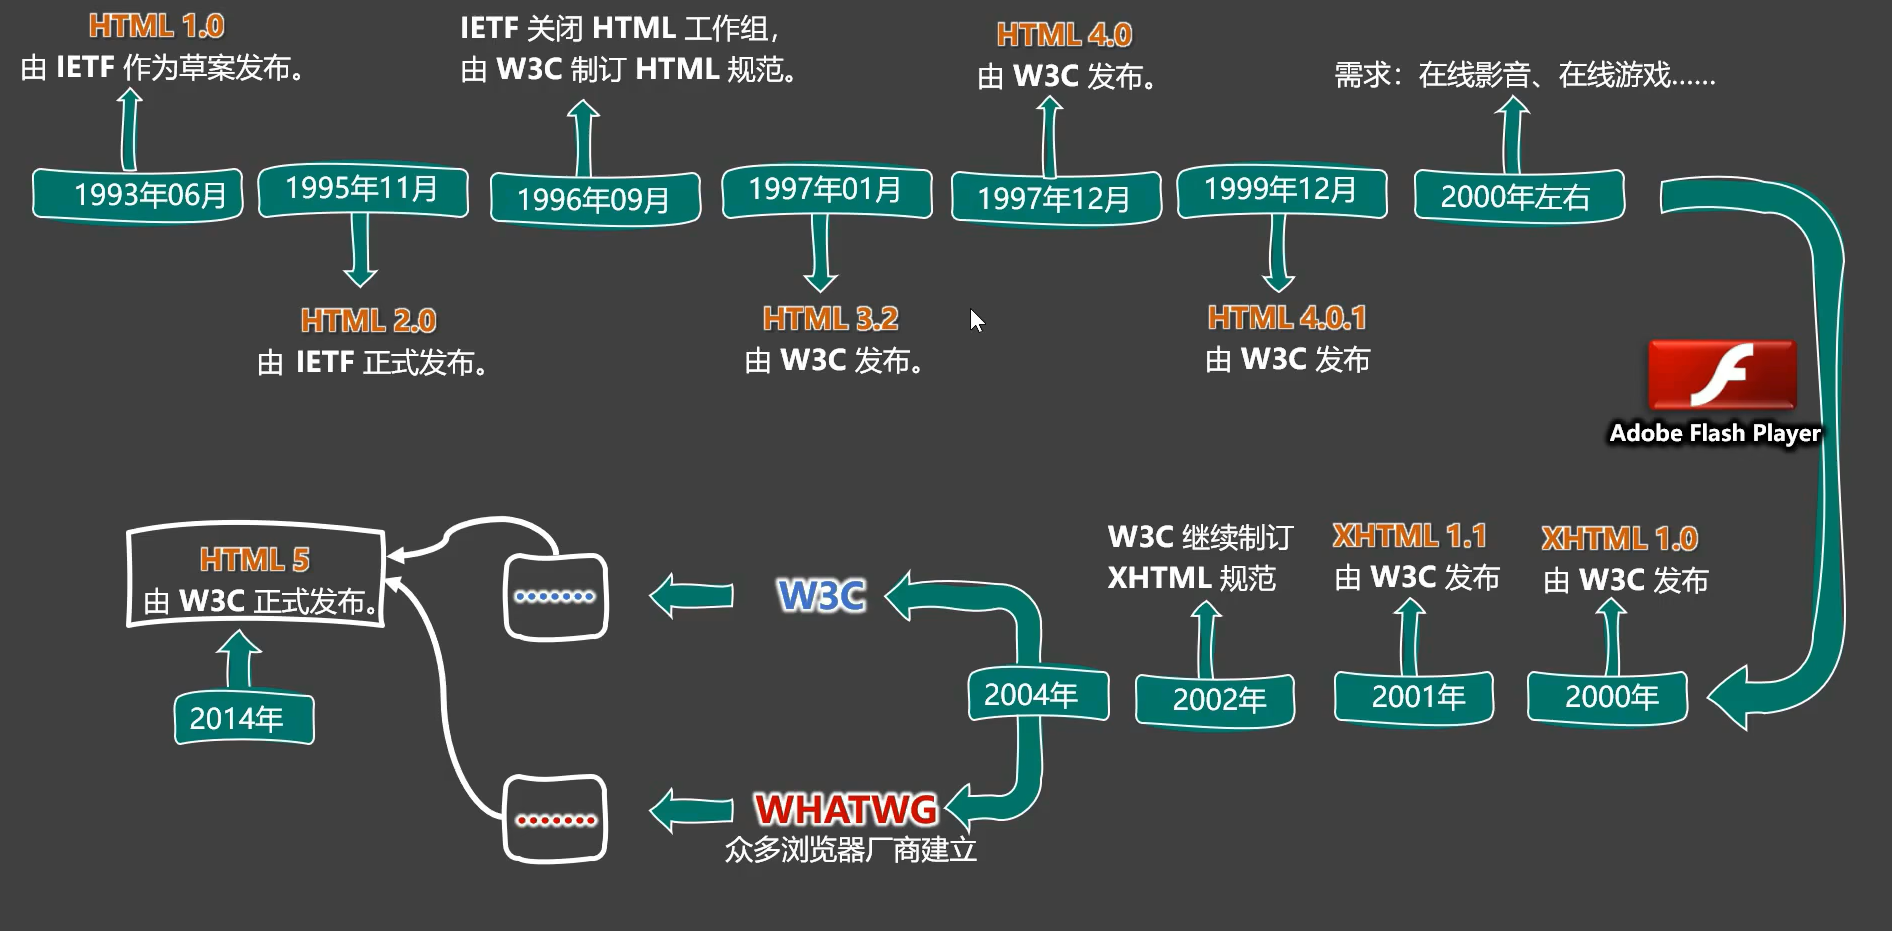 HTML 1.0
由 IETF 作为草案发布。
1993年06月
1995年11月
HTML 2.0
由 IETF 正式发布。
IETF 关闭 HTML 工作组，
由 W3C 制订 HTML 规范。
1996年09月
1997年01月
HTML 3.2
由 W3C 发布。
HTML 4.0
由 W3C 发布。
1997年12月
1999年12月
HTML 4.0.1
由 W3C 发布
需求：在线影音、在线游戏……
2000年左右
Adobe Flash Player
XHTML 1.0
由 W3C 发布
2000年
XHTML 1.1
由 W3C 发布
2001年
W3C 继续制订
XHTML 规范
2002年
2004年
W3C
WHATWG
众多浏览器厂商建立
HTML 5
由 W3C 正式发布。
2014年